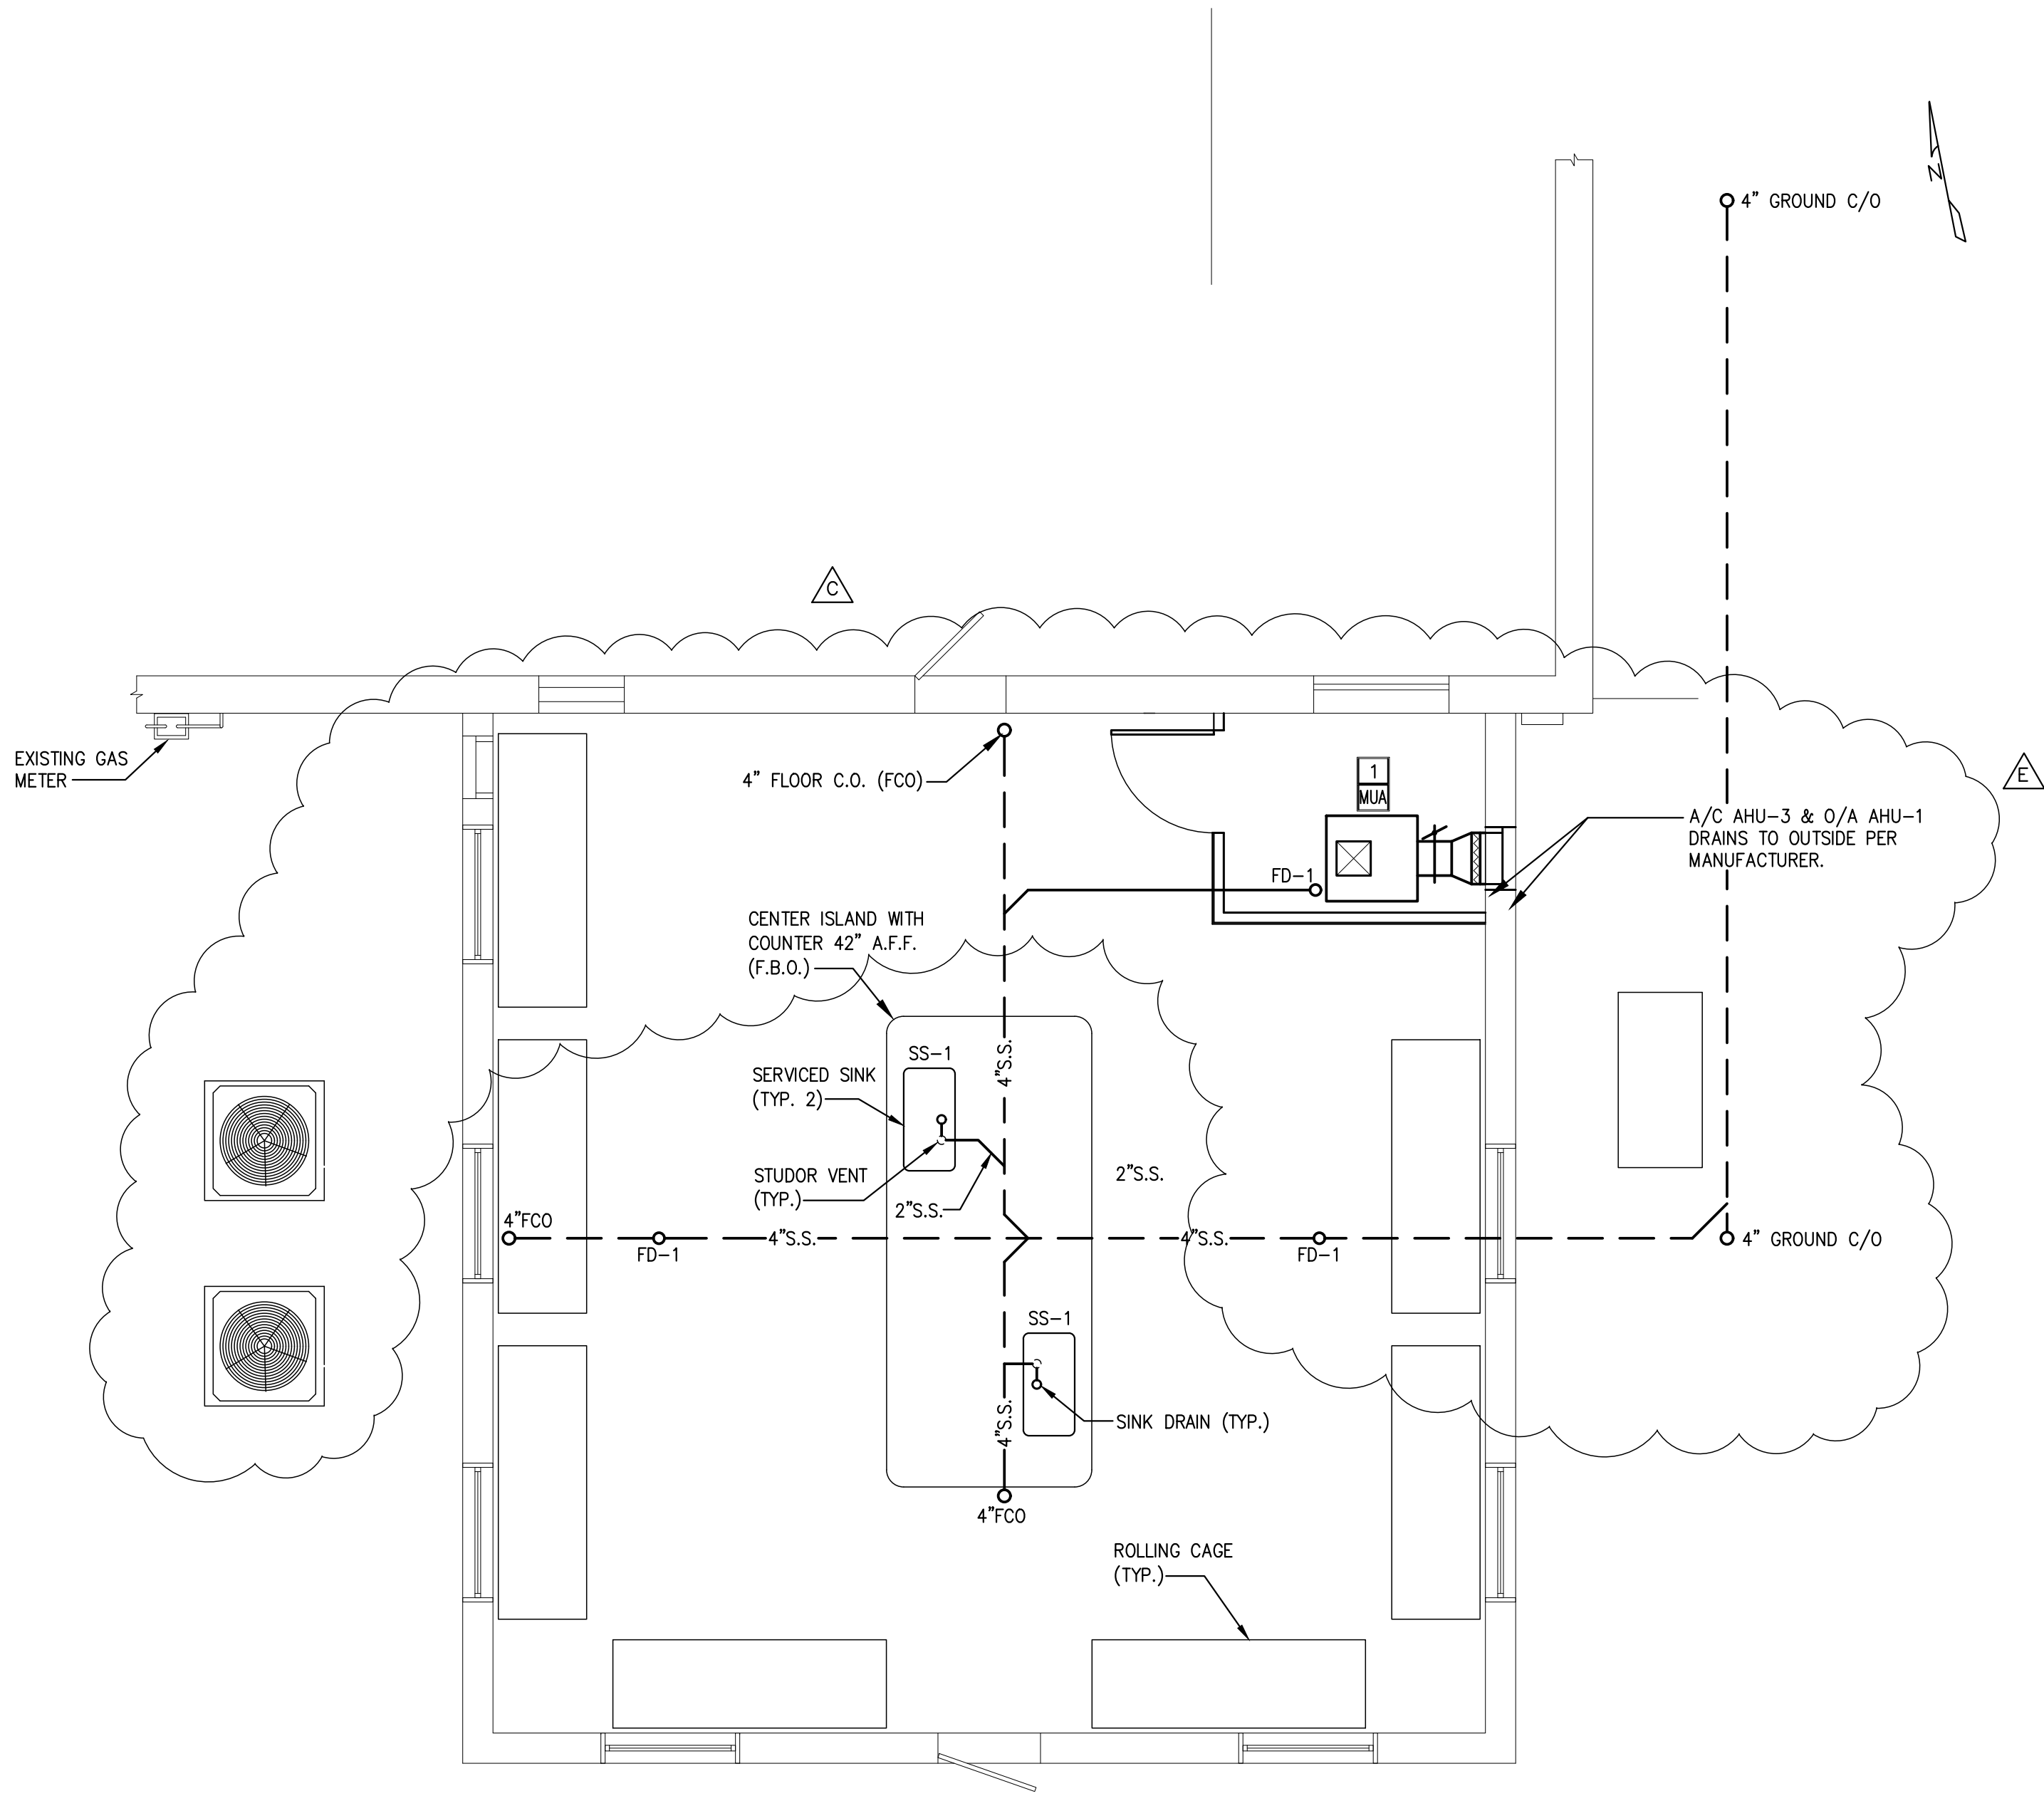 N
4" GROUND C/O
C
E
EXISTING GAS
METER
4" FLOOR C.O. (FCO)
1
MUA
A/C AHU-3 & O/A AHU-1
DRAINS TO OUTSIDE PER
MANUFACTURER.
FD-1
CENTER ISLAND WITH
COUNTER 42" A.F.F.
(F.B.O.)
SS-1
4"S.S.
SERVICED SINK
(TYP. 2)
STUDOR VENT
(TYP.)
2"S.S.
2"S.S.
4"FCO
FD-1
4"S.S.
4"S.S.
FD-1
4" GROUND C/O
SS-1
4"S.S.
SINK DRAIN (TYP.)
4"FCO
ROLLING CAGE
(TYP.)